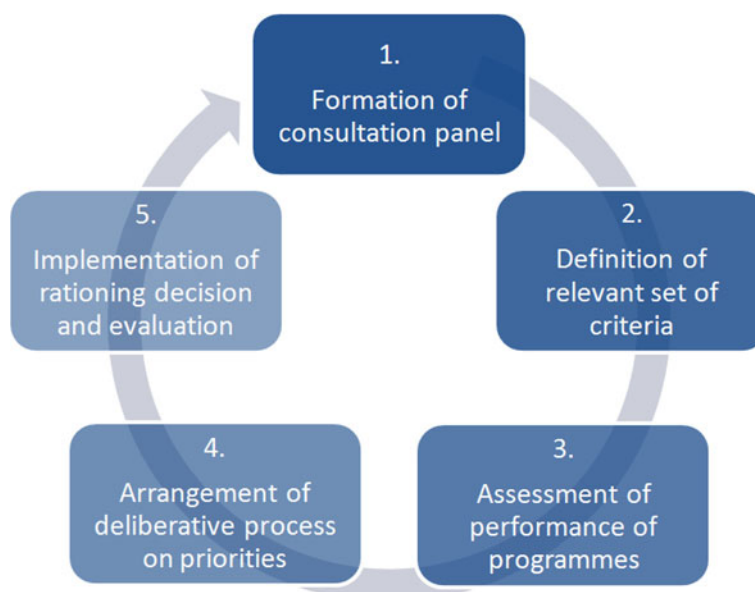 1.
Formation of
consultation panel
2.
Definition of
relevant set of
criteria
3.
Assessment of
performance of
programmes
4.
Arrangement of
deliberative process
on priorities
5.
Implementation of
rationing decision
and evaluation